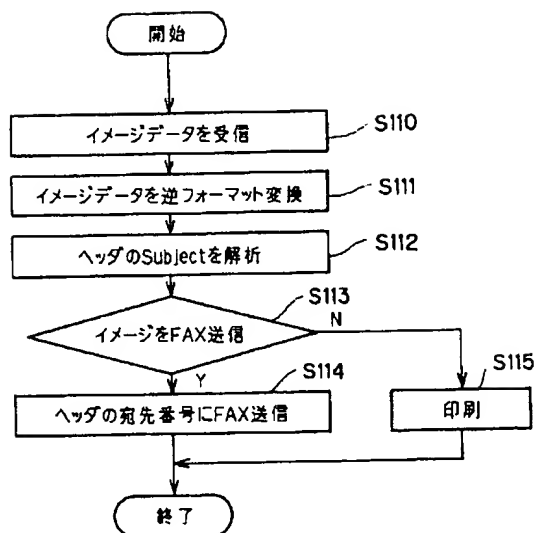 開始
イメージデータを受信
S110
イメージデータを逆フォーマット変換
S111
ヘッダのSubjectを解析
S112
イメージをFAX送信
S113
N
Y
S114
ヘッダの宛先番号にFAX送信
S115
印刷
終了